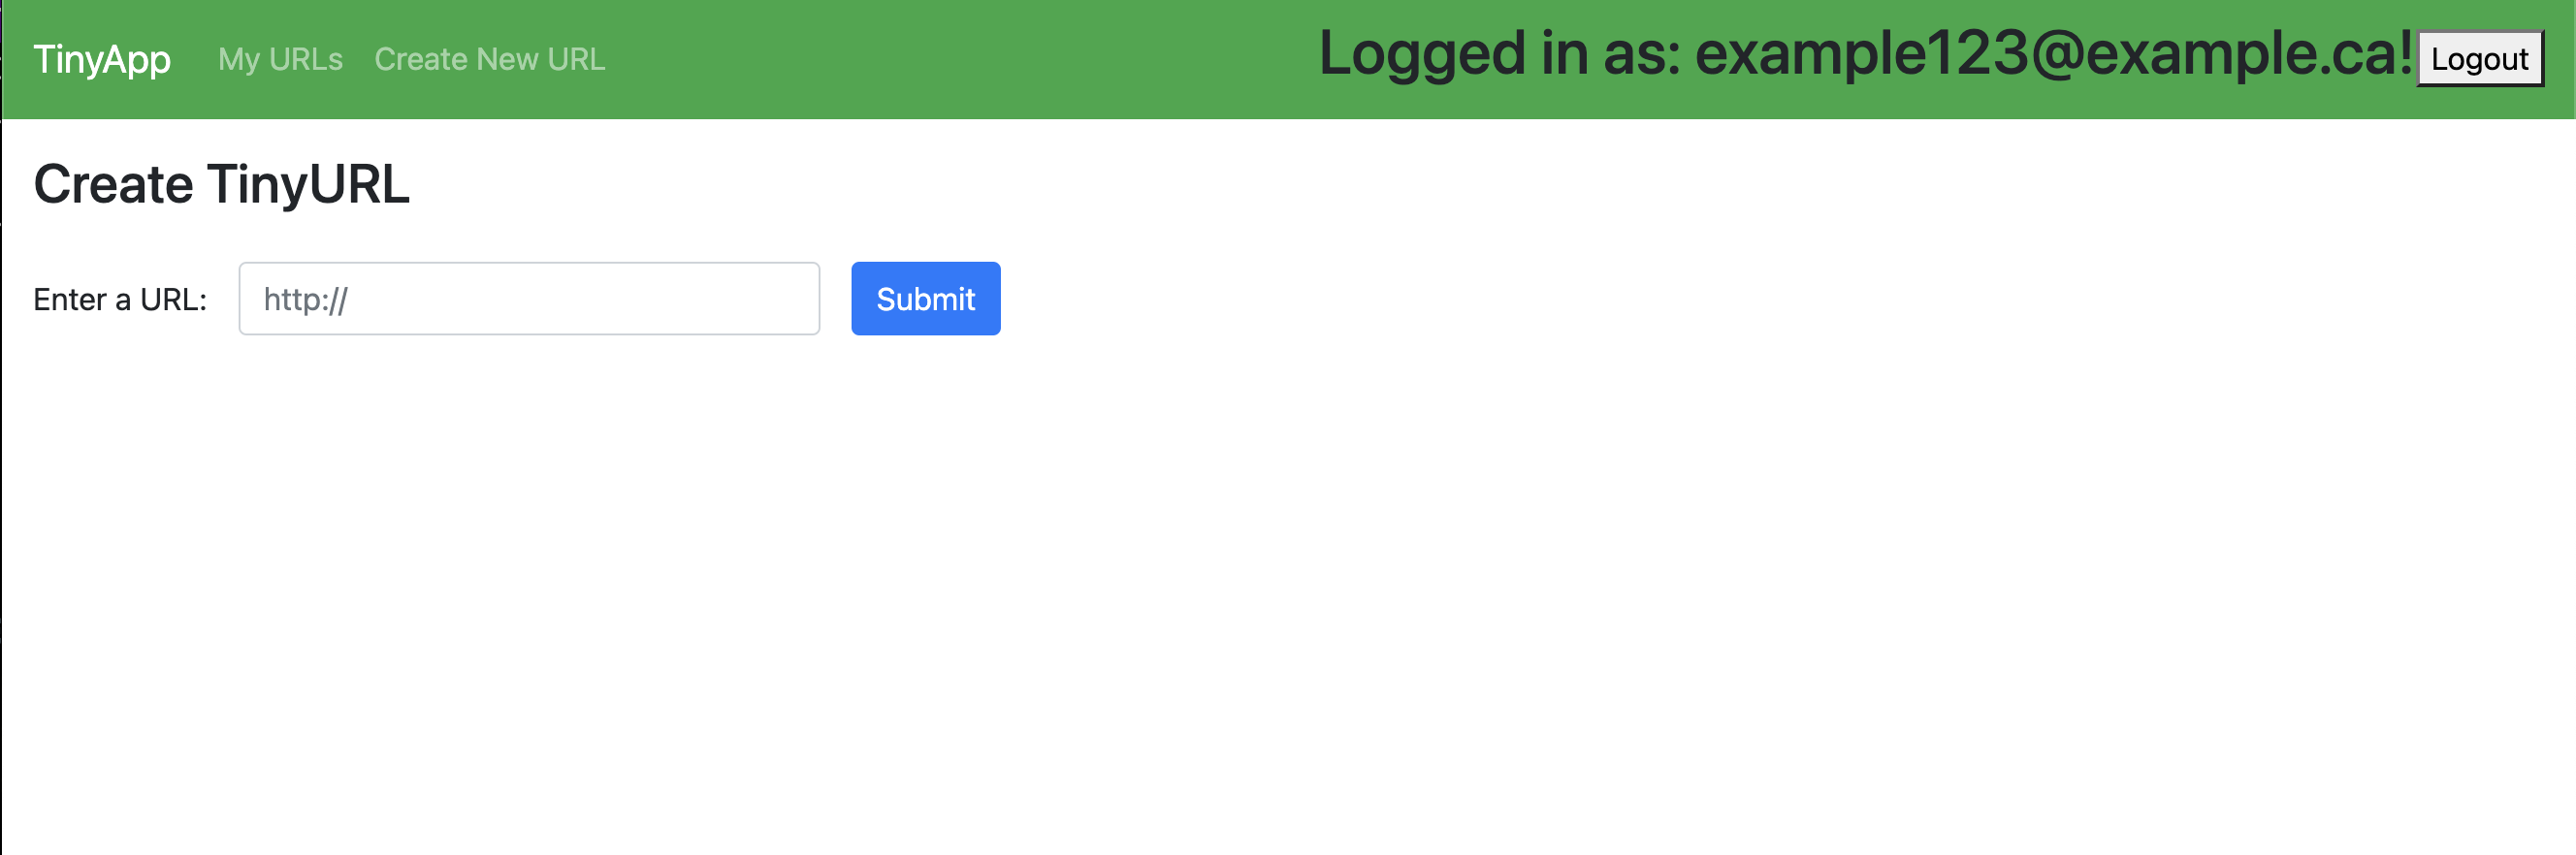 TinyApp My URLs Create New URL Logged in as: example123@example.ca! Logout
Create TinyURL
Enter a URL: http:// Submit